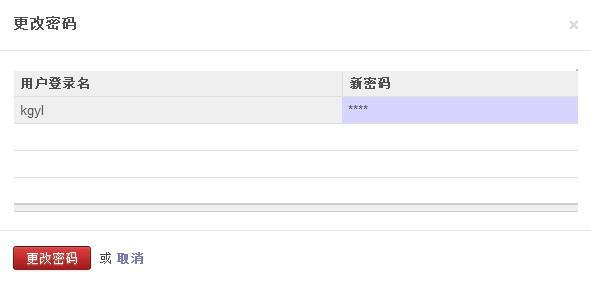 更改密码
×
用户登录名 新密码
kgyl ****
更改密码 或 取消